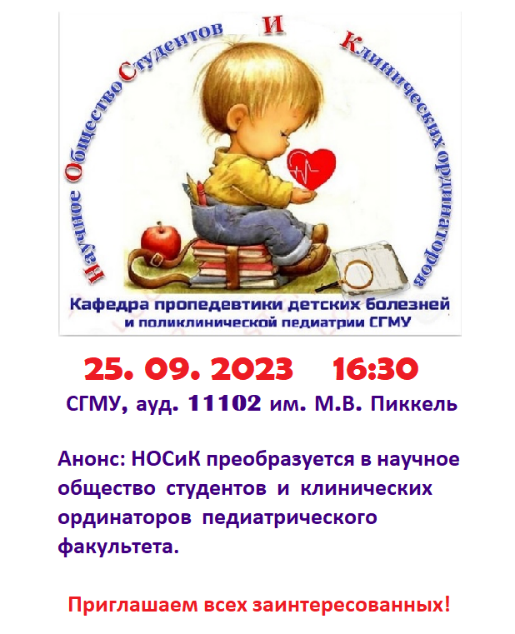 Научное Общество Студентов И Клинических ординаторов
Кафедра пропедевтики детских болезней
и поликлинической педиатрии СГМУ
25. 09. 2023 16:30
СГМУ, ауд. 11102 им. М.В. Пиккель
Анонс: НОСиК преобразуется в научное
общество студентов и клинических
ординаторов педиатрического
факультета.
Приглашаем всех заинтересованных!